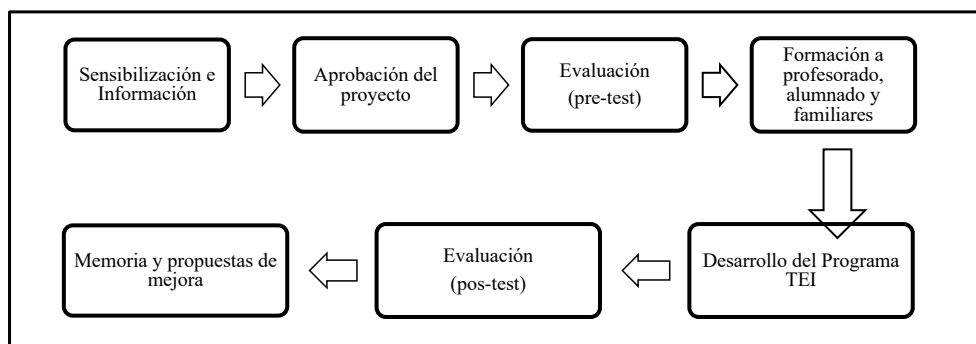 Sensibilización e
Información
Aprobación del
proyecto
Evaluación
(pre-test)
Formación a
profesorado,
alumnado y
familiares
Desarrollo del Programa
TEI
Evaluación
(pos-test)
Memoria y propuestas de
mejora